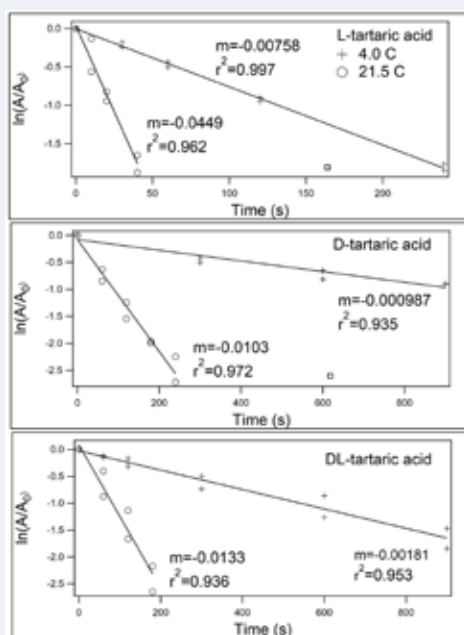 L-tartaric acid
+ 4.0 C
○ 21.5 C
m=-0.00758
r²=0.997
m=-0.0449
r²=0.962
ln(A/A₀)
0.0
-0.5
-1.0
-1.5
0 50 100 150 200
Time (s)
D-tartaric acid
m=-0.000987
r²=0.935
m=-0.0103
r²=0.972
ln(A/A₀)
0.0
-0.5
-1.0
-1.5
-2.0
-2.5
0 200 400 600 800
Time (s)
DL-tartaric acid
m=-0.0133
r²=0.936
m=-0.00181
r²=0.953
ln(A/A₀)
0.0
-0.5
-1.0
-1.5
-2.0
-2.5
0 200 400 600 800
Time (s)